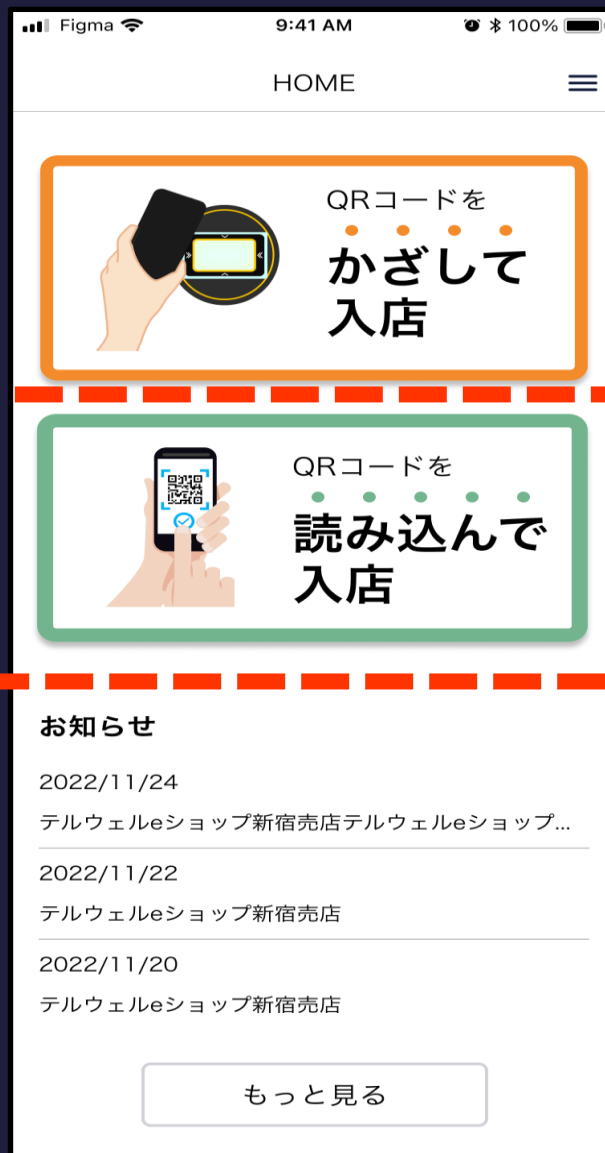 Figma 9:41 AM 100%
HOME
QRコードを
かざして
入店
QRコードを
読み込んで
入店
お知らせ
2022/11/24
テルウェルeショップ新宿売店テルウェルeショップ...
2022/11/22
テルウェルeショップ新宿売店
2022/11/20
テルウェルeショップ新宿売店
もっと見る